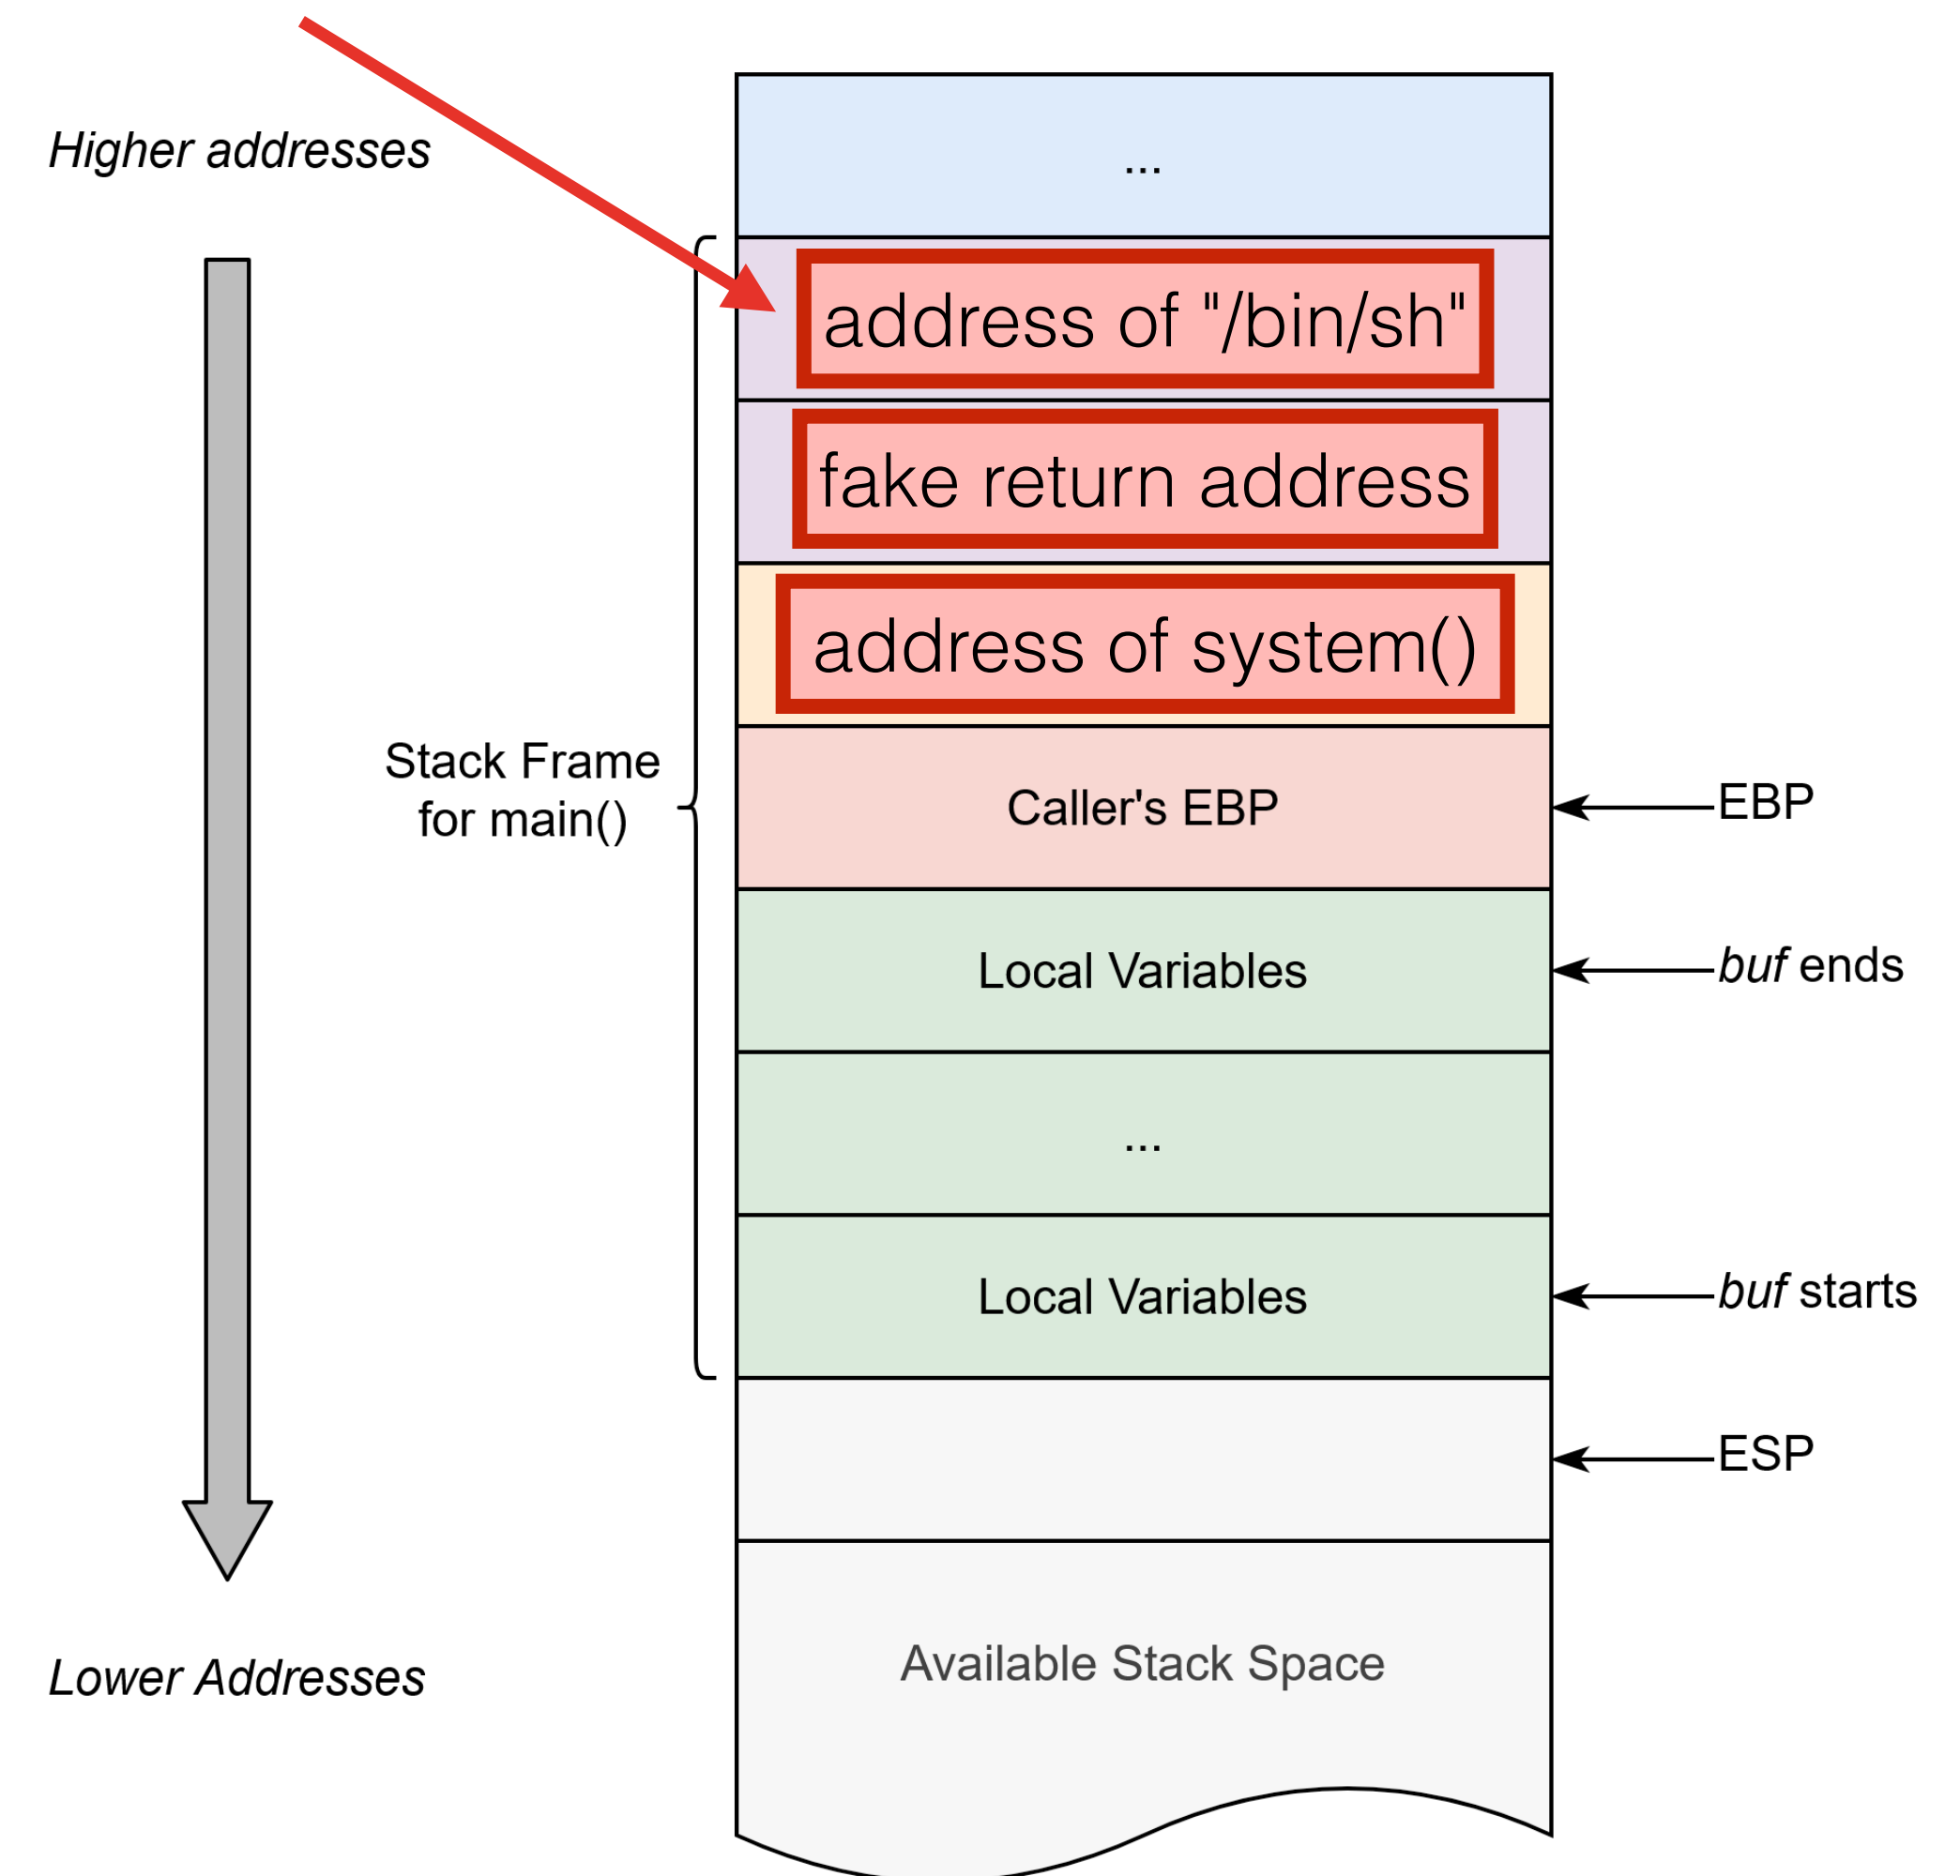 Higher addresses
...
address of "/bin/sh"
fake return address
address of system()
Stack Frame
for main()
Caller's EBP
EBP
Local Variables
buf ends
...
Local Variables
buf starts
ESP
Lower Addresses
Available Stack Space